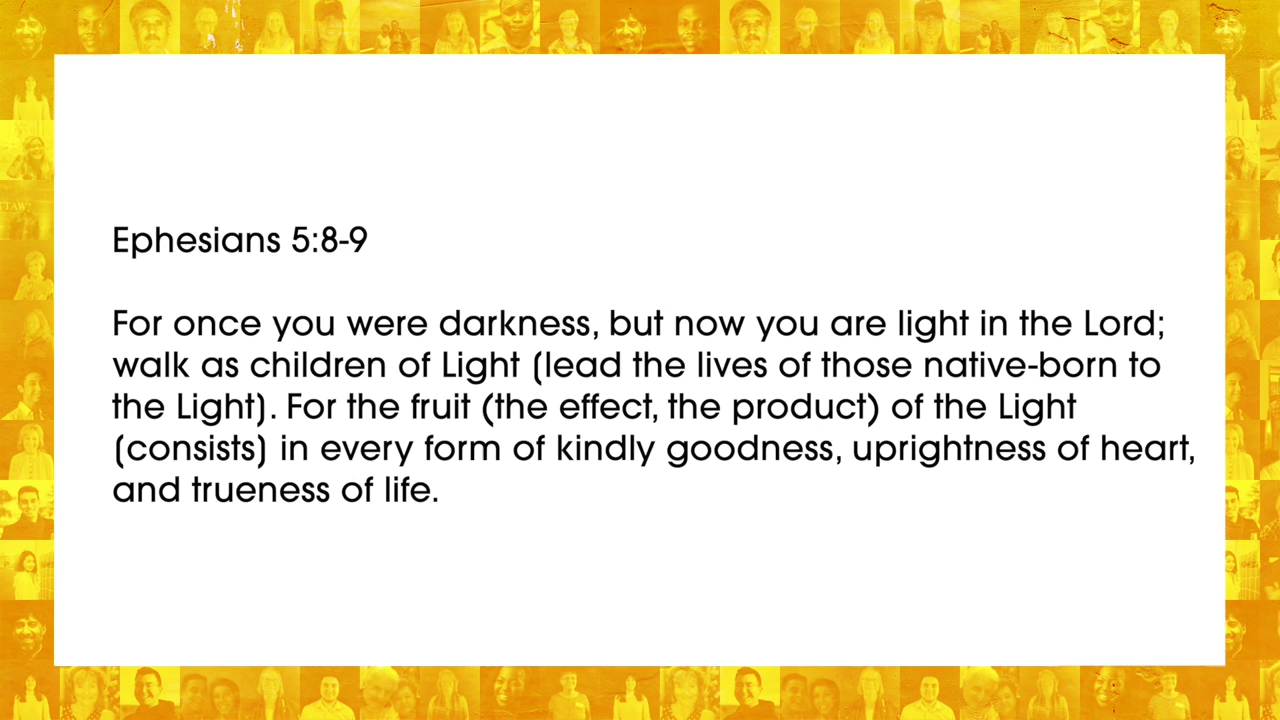 Ephesians 5:8-9
For once you were darkness, but now you are light in the Lord;
walk as children of Light (lead the lives of those native-born to
the Light). For the fruit (the effect, the product) of the Light
(consists) in every form of kindly goodness, uprightness of heart,
and trueness of life.